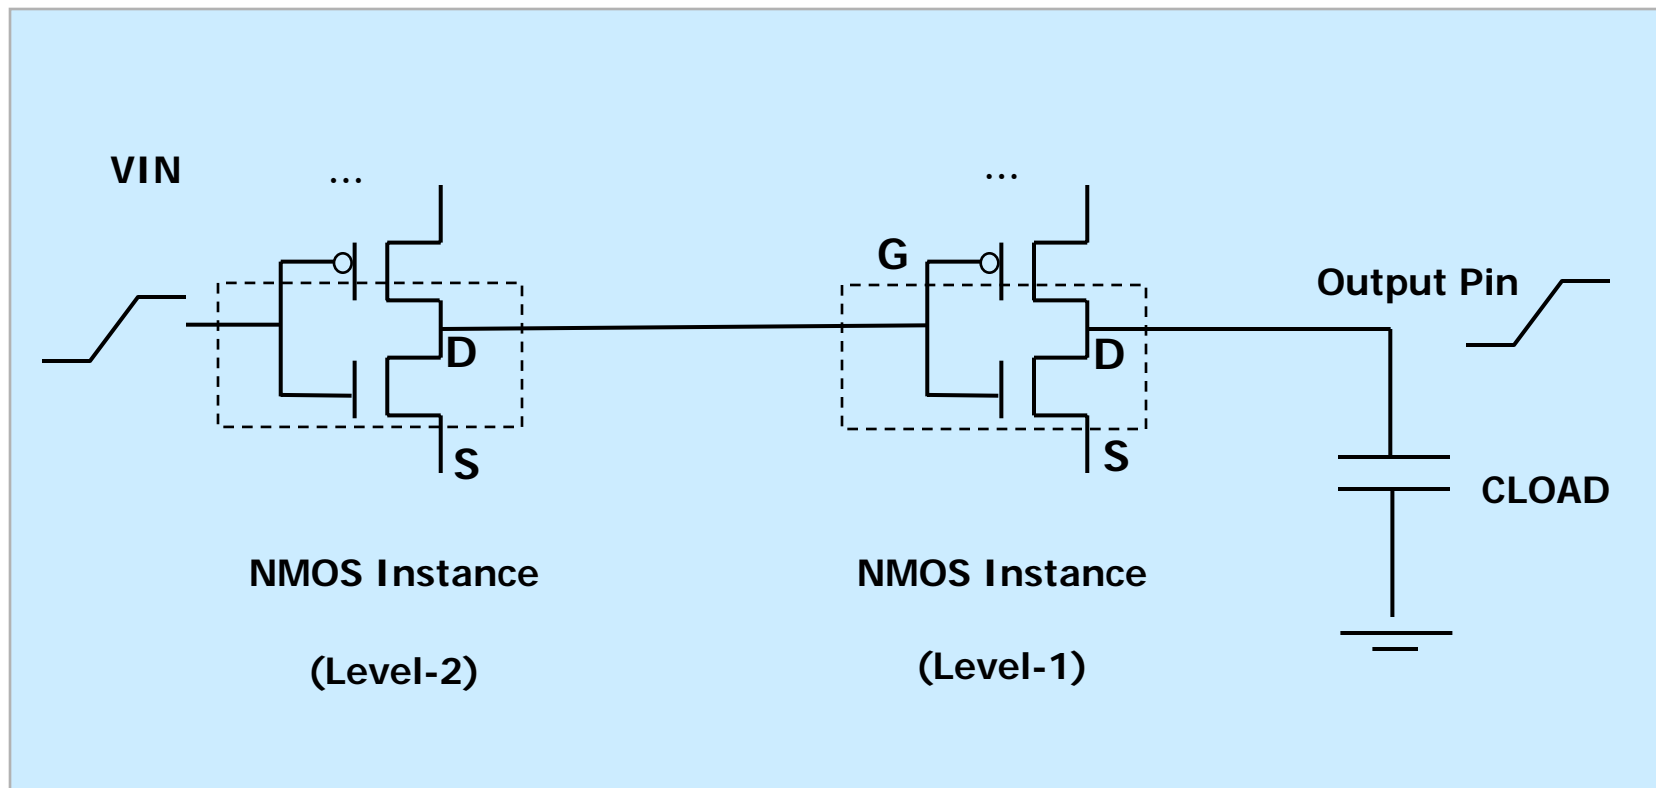 VIN
...
...
G
Output Pin
D
D
S
S
CLOAD
NMOS Instance
(Level-2)
NMOS Instance
(Level-1)